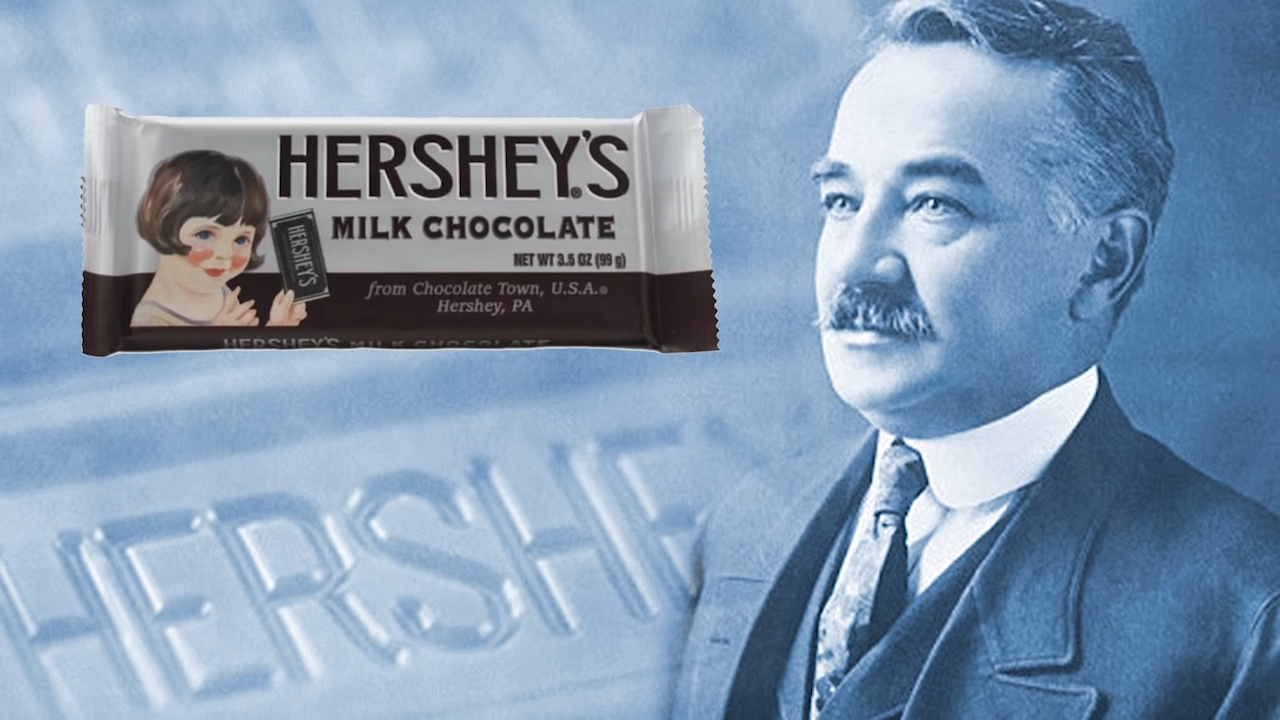 HERSHEY'S®
MILK CHOCOLATE
NET WT 3.5 OZ (99 g)
HERSHEY'S
from Chocolate Town, U.S.A.®
Hershey, PA
HERSHEY'S MILK CHOCOLATE
HERSHE